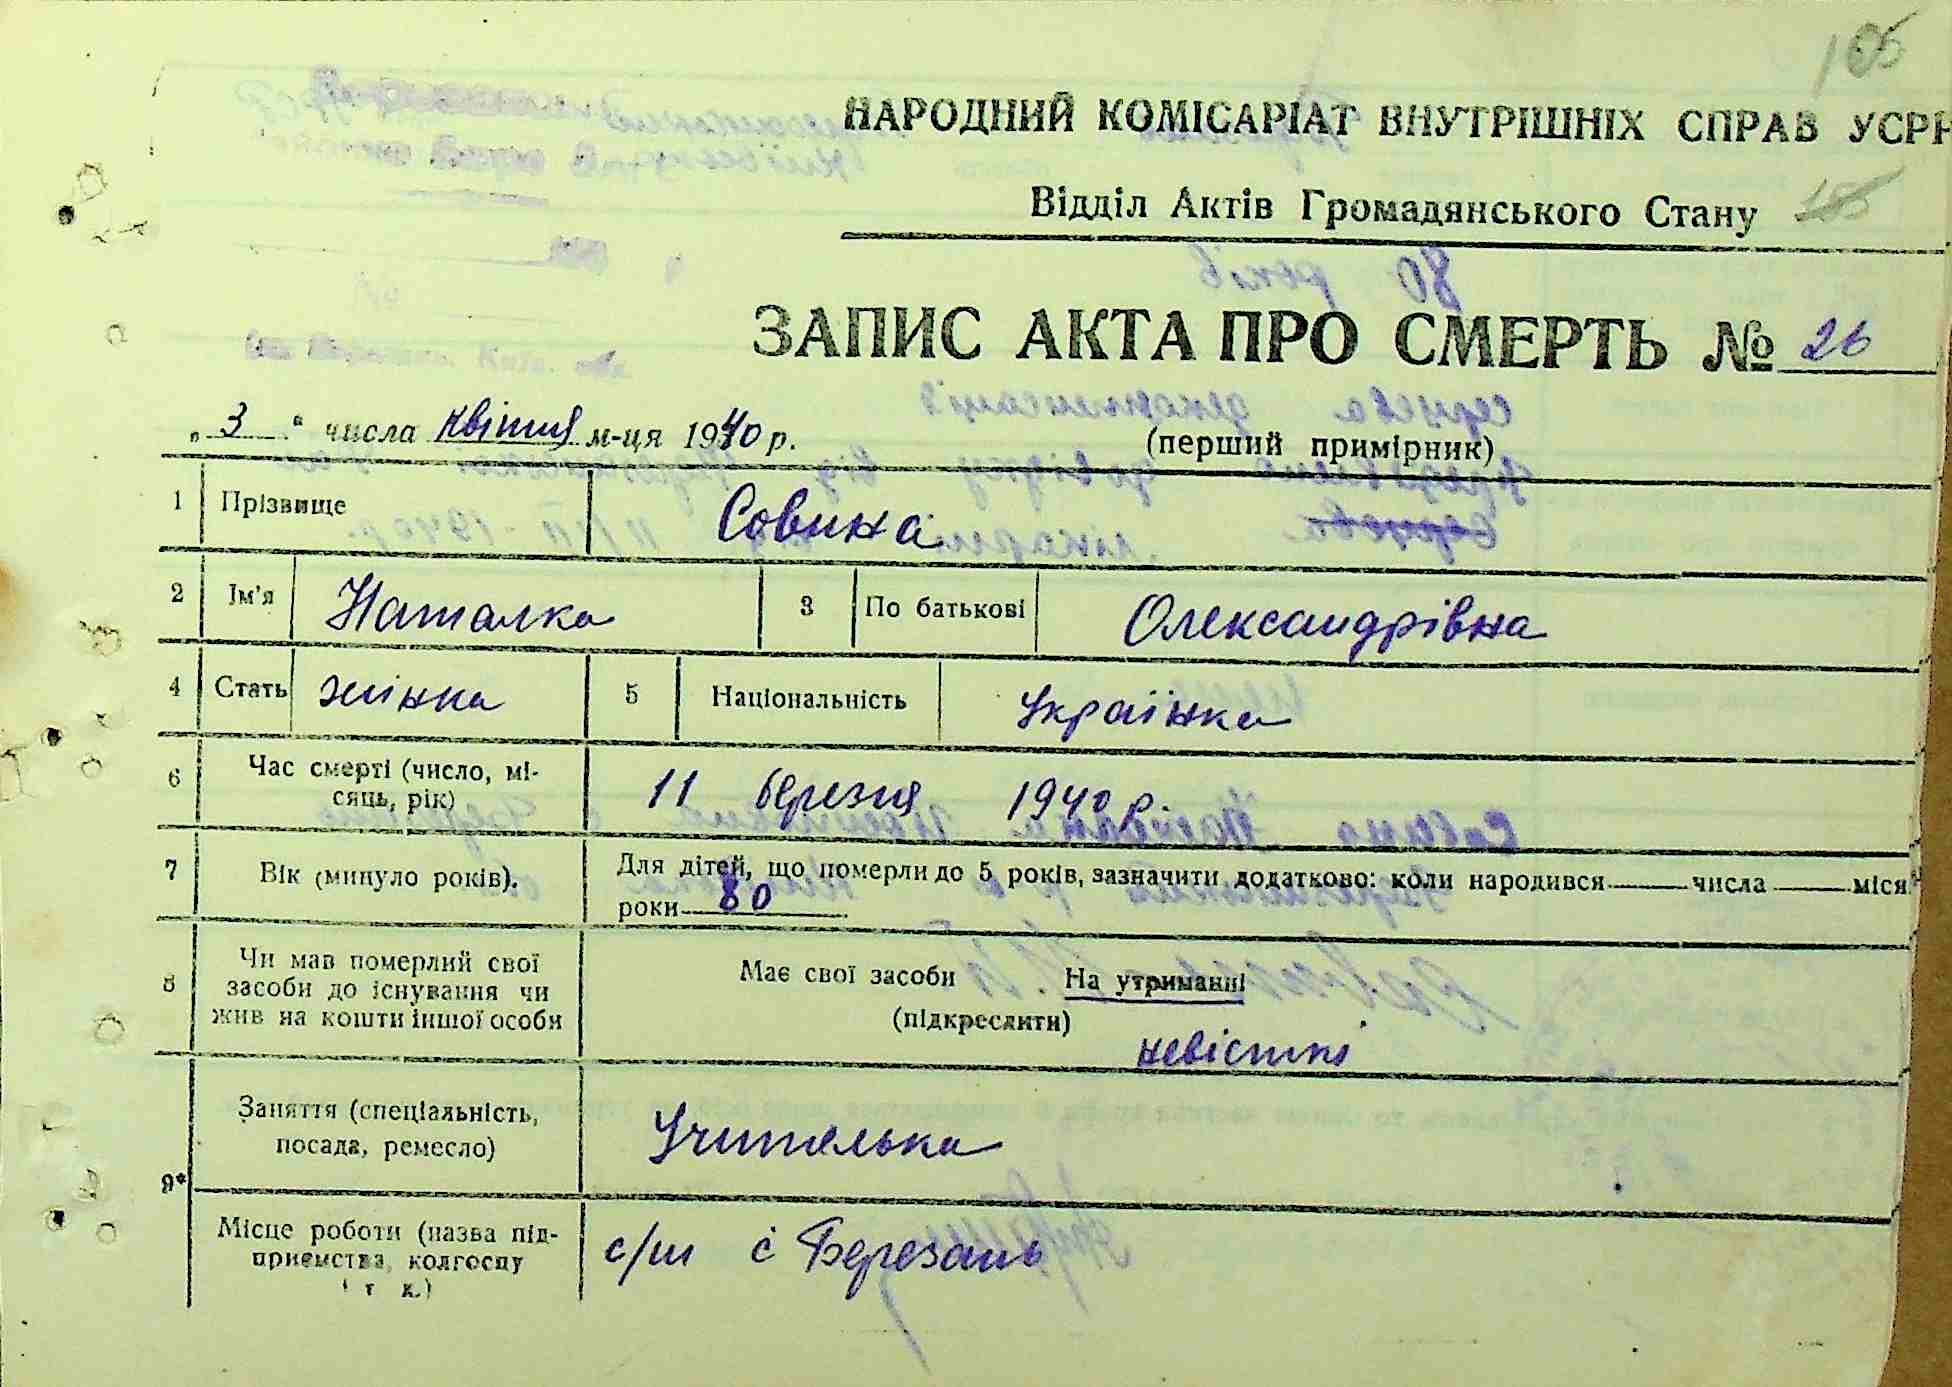 105
НАРОДНИЙ КОМІСАРІАТ ВНУТРІШНІХ СПРАВ УСРР
Відділ Актів Громадянського Стану
ЗАПИС АКТА ПРО СМЕРТЬ № 26
„ 3 “ числа квітня м-ця 1940 р. (перший примірник)
1 Прізвище Совина
2 Ім'я Наталка 3 По батькові Олександрівна
4 Стать жінка 5 Національність українка
6 Час смерті (число, мі-
сяць, рік) 11 березня 1940 р.
7 Вік (минуло років). Для дітей, що померли до 5 років, зазначити додатково: коли народився числа міся
роки 80
8 Чи мав померлий свої
засоби до існування чи
жив на кошти іншої особи
Має свої засоби На утриманні
(підкреслити)
невістки
9* Заняття (спеціальність,
посада, ремесло) Учителька
Місце роботи (назва під-
приємства, колгоспу
і т. д.) с/ш с Березань